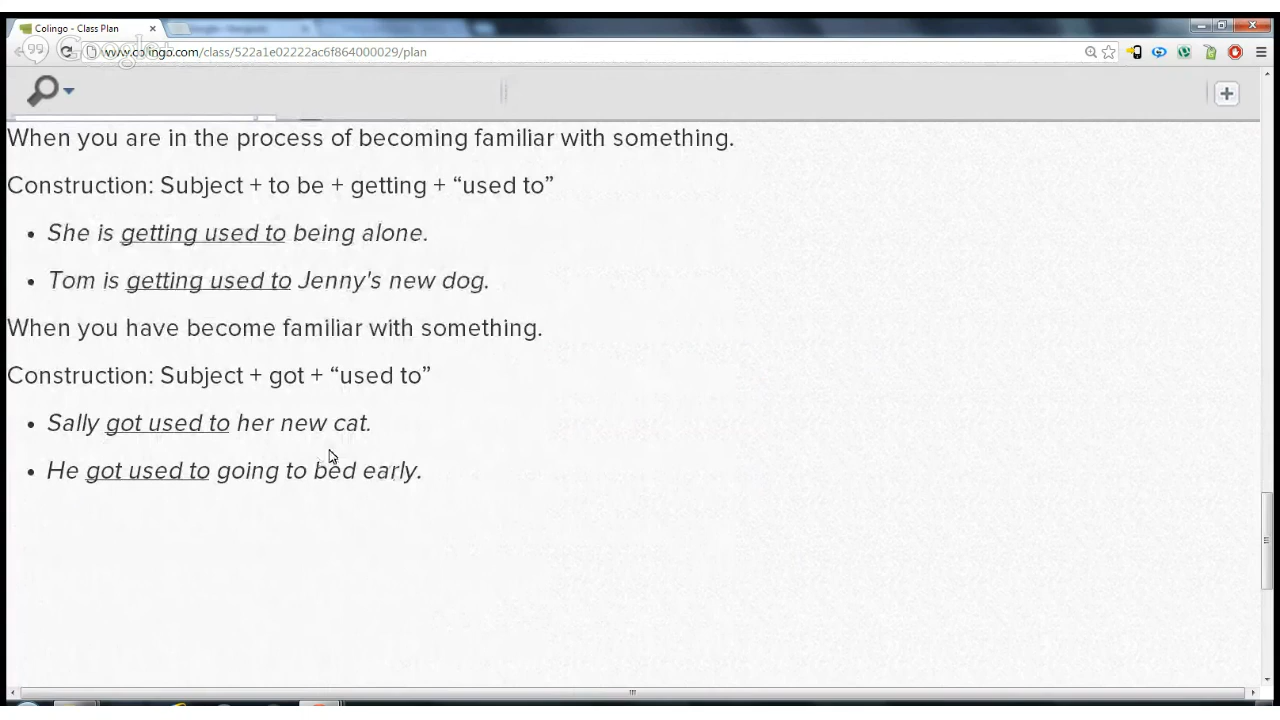 Colingo - Class Plan
Google+
www.colingo.com/class/522a1e02222ac6f864000029/plan
When you are in the process of becoming familiar with something.
Construction: Subject + to be + getting + “used to”
• She is getting used to being alone.
• Tom is getting used to Jenny's new dog.
When you have become familiar with something.
Construction: Subject + got + “used to”
• Sally got used to her new cat.
• He got used to going to bed early.